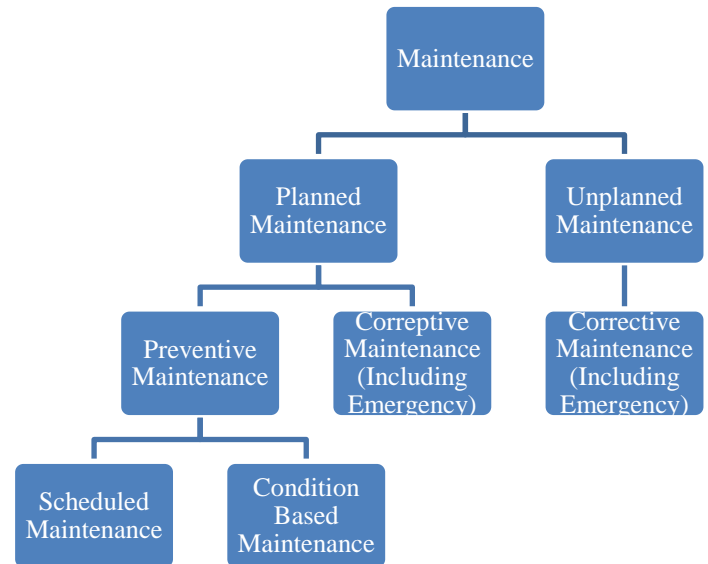 Maintenance
Planned
Maintenance
Unplanned
Maintenance
Preventive
Maintenance
Correptive
Maintenance
(Including
Emergency)
Corrective
Maintenance
(Including
Emergency)
Scheduled
Maintenance
Condition
Based
Maintenance